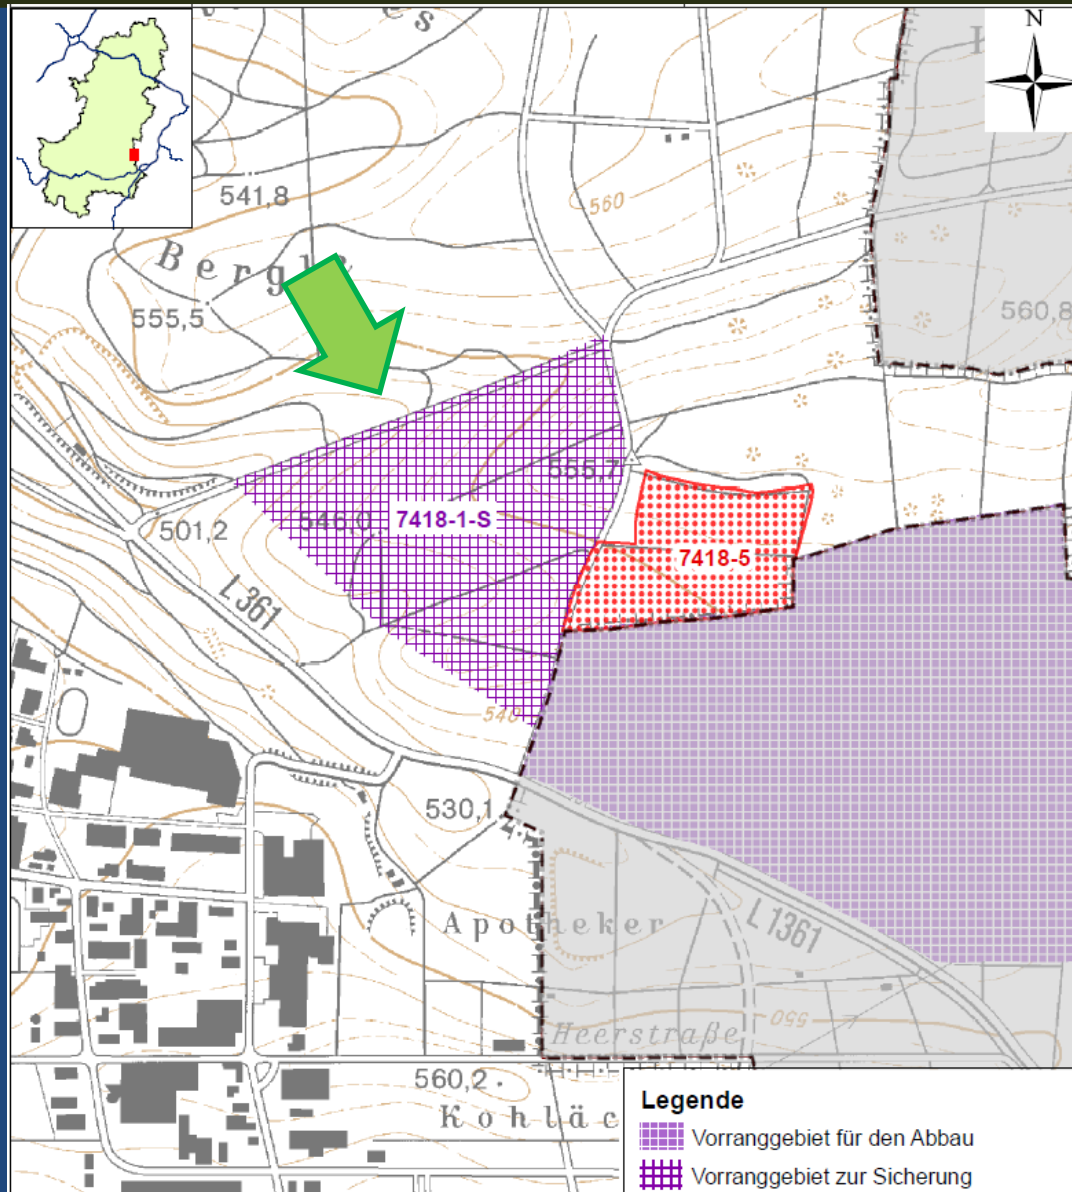 N
s
541,8
560
Bergle
555,5
560,8
555,7
501,2
546,0
7418-1-S
7418-5
L 361
540
530,1
Apotheker
L 1361
Heerstraße
550
560,2
Kohläc
Legende
Vorranggebiet für den Abbau
Vorranggebiet zur Sicherung